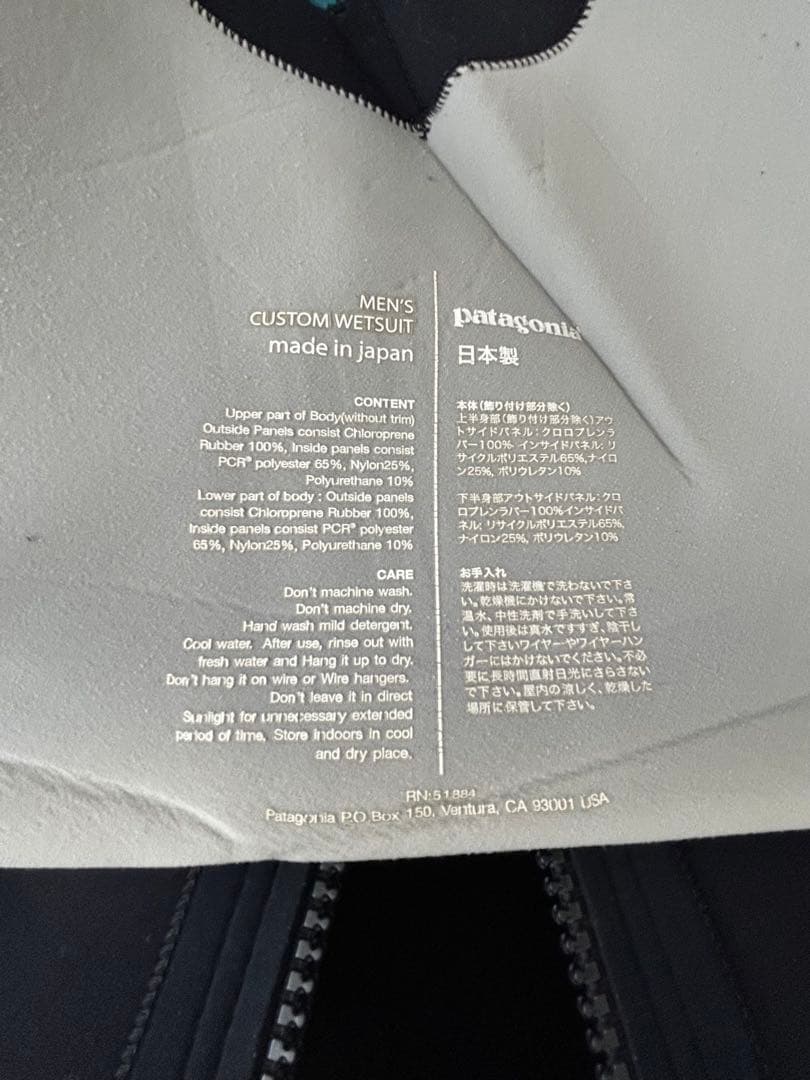 MEN'S
CUSTOM WETSUIT
made in japan
CONTENT
Upper part of Body(without trim)
Outside Panels consist Chloroprene
Rubber 100%, Inside panels consist
PCR® polyester 65%, Nylon25%,
Polyurethane 10%
Lower part of body : Outside panels
consist Chloroprene Rubber 100%,
Inside panels consist PCR® polyester
65%, Nylon25%, Polyurethane 10%
CARE
Don't machine wash.
Don't machine dry.
Hand wash mild detergent.
Cool water. After use, rinse out with
fresh water and Hang it up to dry.
Don't hang it on wire or Wire hangers.
Don't leave it in direct
Sunlight for unnecessary extended
period of time, Store indoors in cool
and dry place.
patagonia
日本製
本体(飾り付け部分除く)
上半身部(飾り付け部分除く)アウ
トサイドパネル:クロロプレンラ
バー100% インサイドパネル: リ
サイクルポリエステル65%,ナイロ
ン25%, ポリウレタン10%
下半身部アウトサイドパネル:クロ
ロプレンラバー100%インサイドパ
ネル: リサイクルポリエステル65%,
ナイロン25%, ポリウレタン10%
お手入れ
洗濯時は洗濯機で洗わないで下さ
い。乾燥機にかけないで下さい。常
温水、中性洗剤で手洗いして下さ
い。使用後は真水ですすぎ、陰干し
して下さいワイヤーやワイヤーハン
ガーにはかけないでください。不必
要に長時間直射日光にさらさない
で下さい。屋内の涼しく、乾燥した
場所に保管して下さい。
RN:51884
Patagonia P.O.Box 150, Ventura, CA 93001 USA